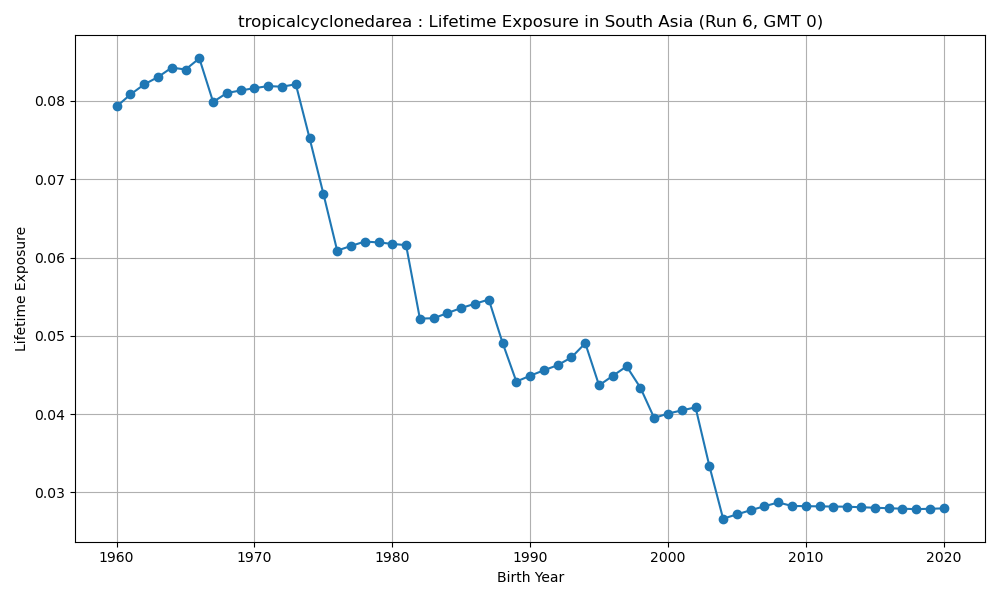 tropicalcyclonedarea : Lifetime Exposure in South Asia (Run 6, GMT 0)
Lifetime Exposure
0.08
0.07
0.06
0.05
0.04
0.03
1960 1970 1980 1990 2000 2010 2020
Birth Year